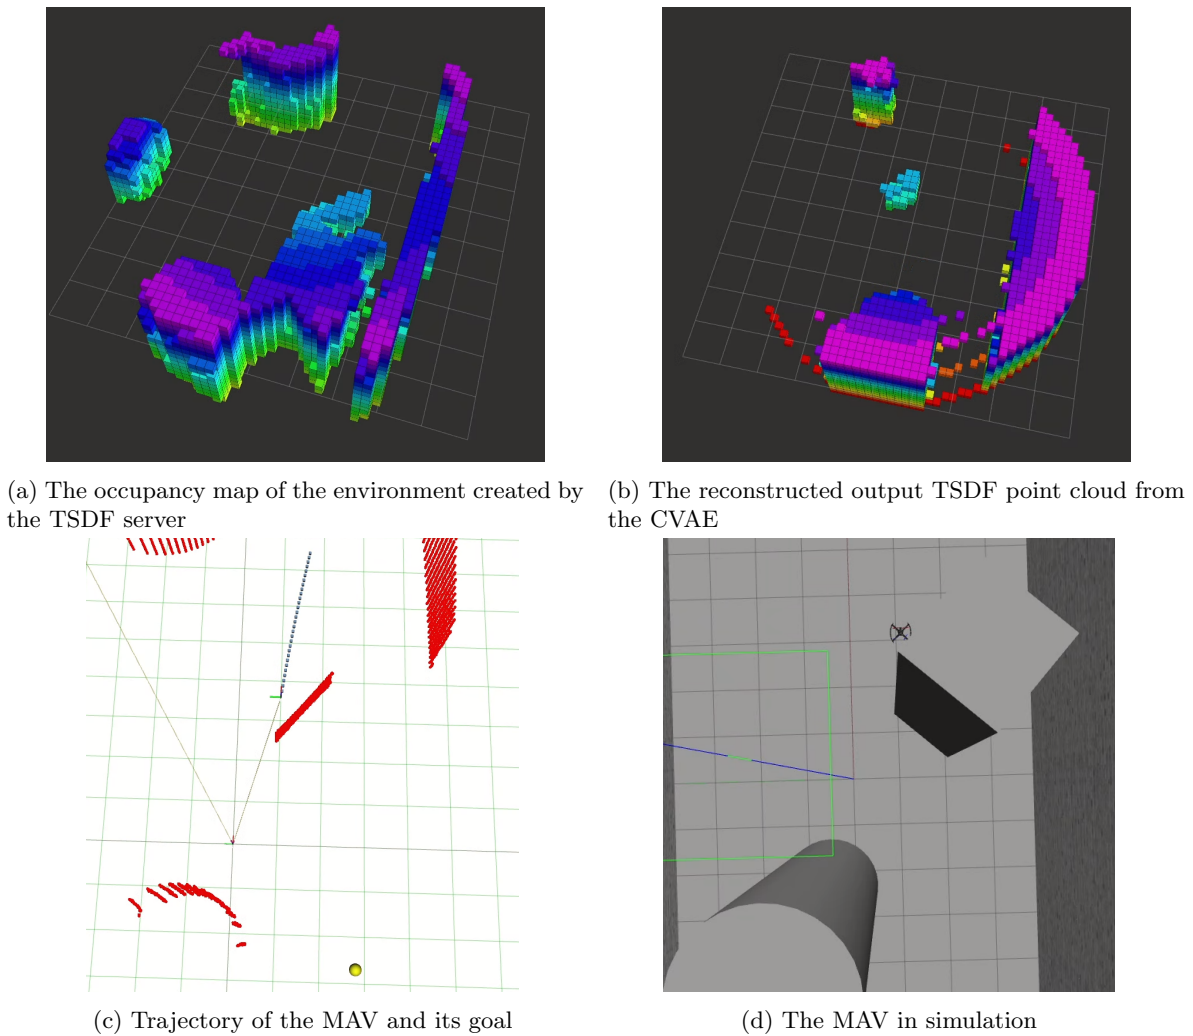 (a) The occupancy map of the environment created by
the TSDF server
(b) The reconstructed output TSDF point cloud from
the CVAE
(c) Trajectory of the MAV and its goal
(d) The MAV in simulation